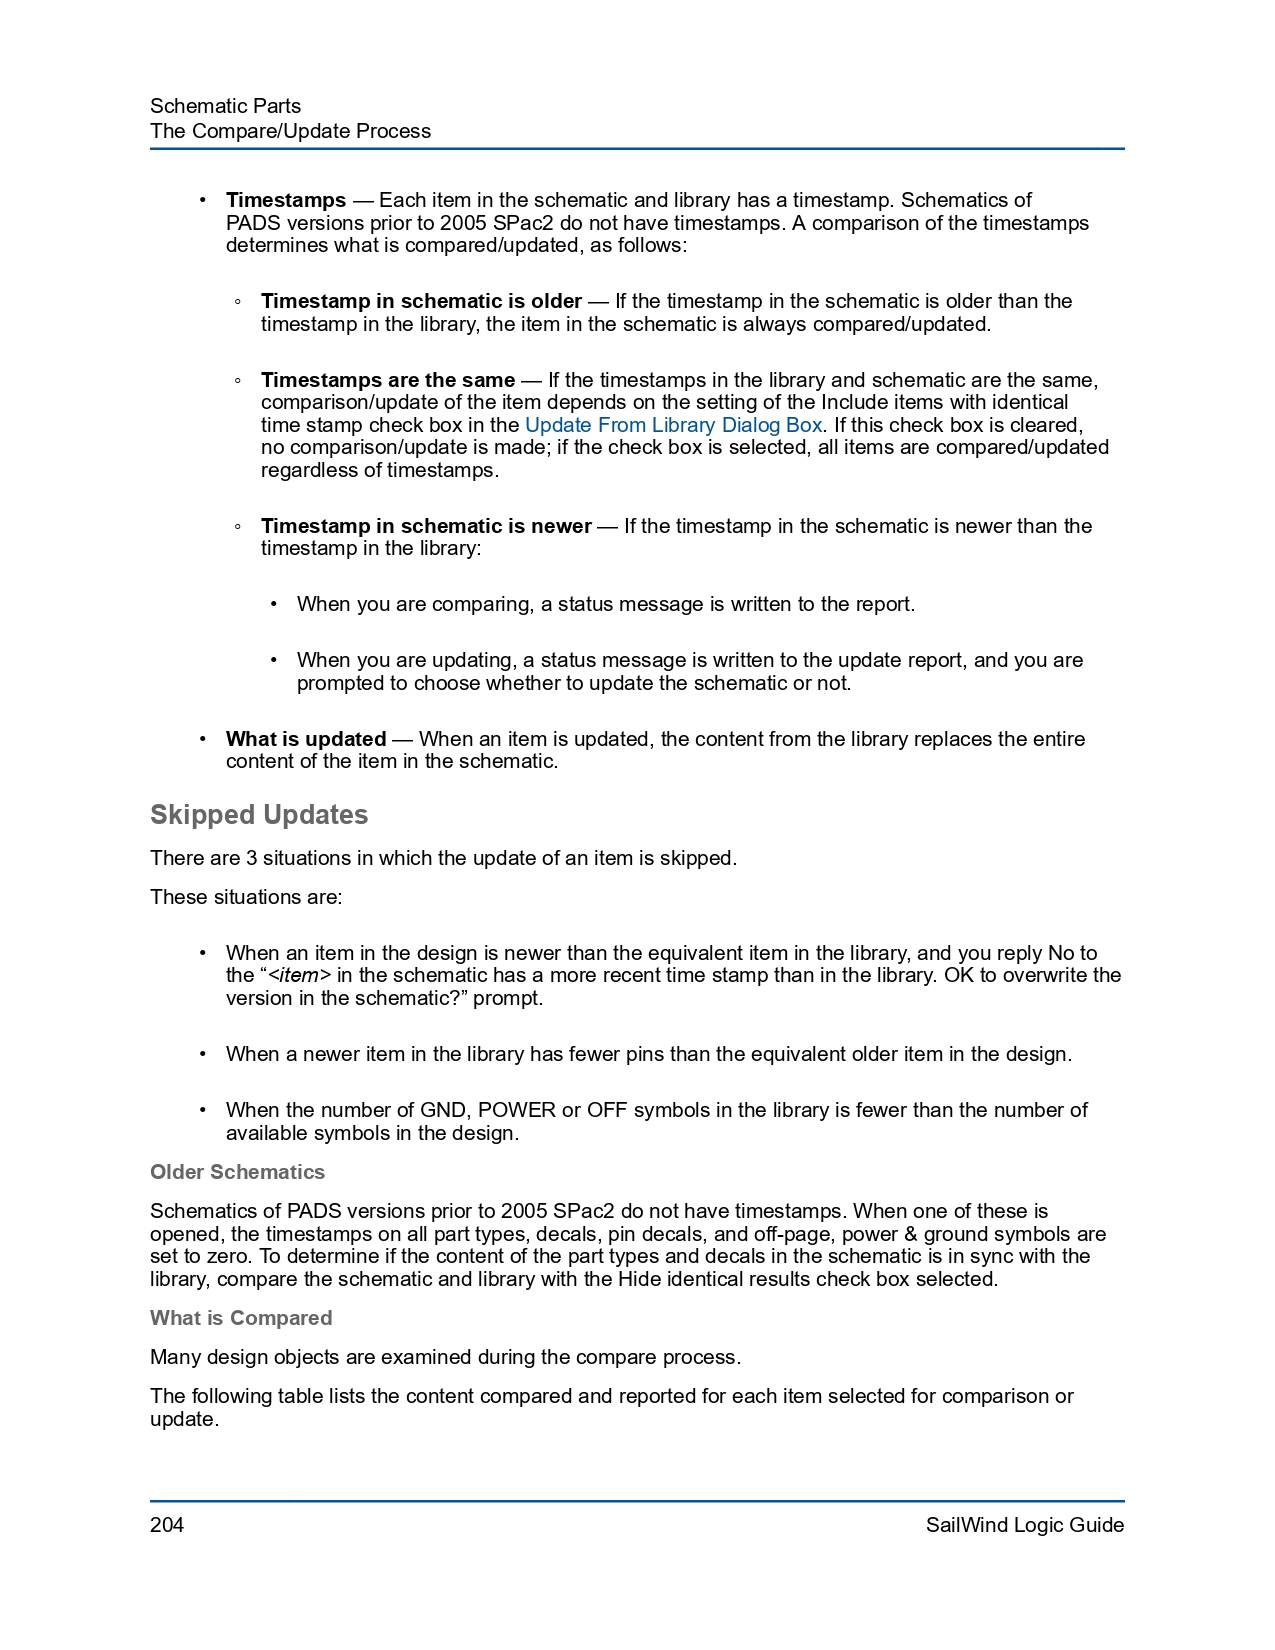 Schematic Parts
The Compare/Update Process
• Timestamps — Each item in the schematic and library has a timestamp. Schematics of
PADS versions prior to 2005 SPac2 do not have timestamps. A comparison of the timestamps
determines what is compared/updated, as follows:
◦ Timestamp in schematic is older — If the timestamp in the schematic is older than the
timestamp in the library, the item in the schematic is always compared/updated.
◦ Timestamps are the same — If the timestamps in the library and schematic are the same,
comparison/update of the item depends on the setting of the Include items with identical
time stamp check box in the Update From Library Dialog Box. If this check box is cleared,
no comparison/update is made; if the check box is selected, all items are compared/updated
regardless of timestamps.
◦ Timestamp in schematic is newer — If the timestamp in the schematic is newer than the
timestamp in the library:
• When you are comparing, a status message is written to the report.
• When you are updating, a status message is written to the update report, and you are
prompted to choose whether to update the schematic or not.
• What is updated — When an item is updated, the content from the library replaces the entire
content of the item in the schematic.
Skipped Updates
There are 3 situations in which the update of an item is skipped.
These situations are:
• When an item in the design is newer than the equivalent item in the library, and you reply No to
the “<item> in the schematic has a more recent time stamp than in the library. OK to overwrite the
version in the schematic?” prompt.
• When a newer item in the library has fewer pins than the equivalent older item in the design.
• When the number of GND, POWER or OFF symbols in the library is fewer than the number of
available symbols in the design.
Older Schematics
Schematics of PADS versions prior to 2005 SPac2 do not have timestamps. When one of these is
opened, the timestamps on all part types, decals, pin decals, and off-page, power & ground symbols are
set to zero. To determine if the content of the part types and decals in the schematic is in sync with the
library, compare the schematic and library with the Hide identical results check box selected.
What is Compared
Many design objects are examined during the compare process.
The following table lists the content compared and reported for each item selected for comparison or
update.
204
SailWind Logic Guide